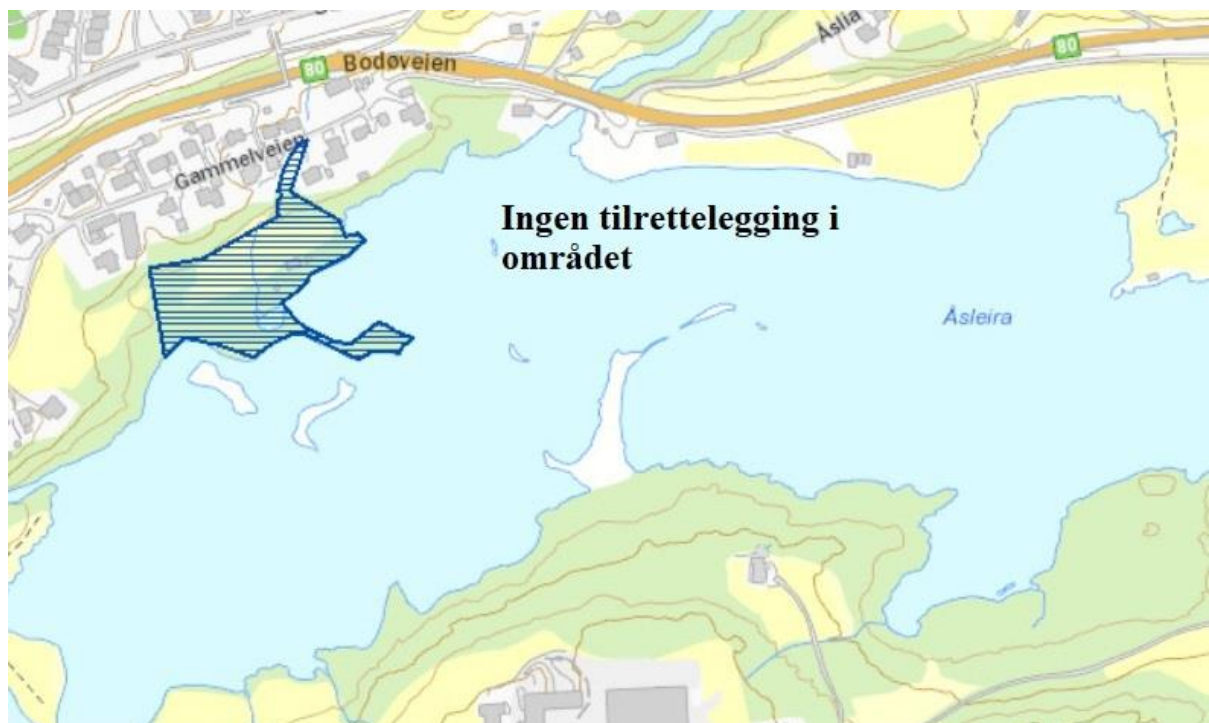 Åslia
80
80
Bodøveien
Gammelveien
Ingen tilrettelegging i
området
Åsleira